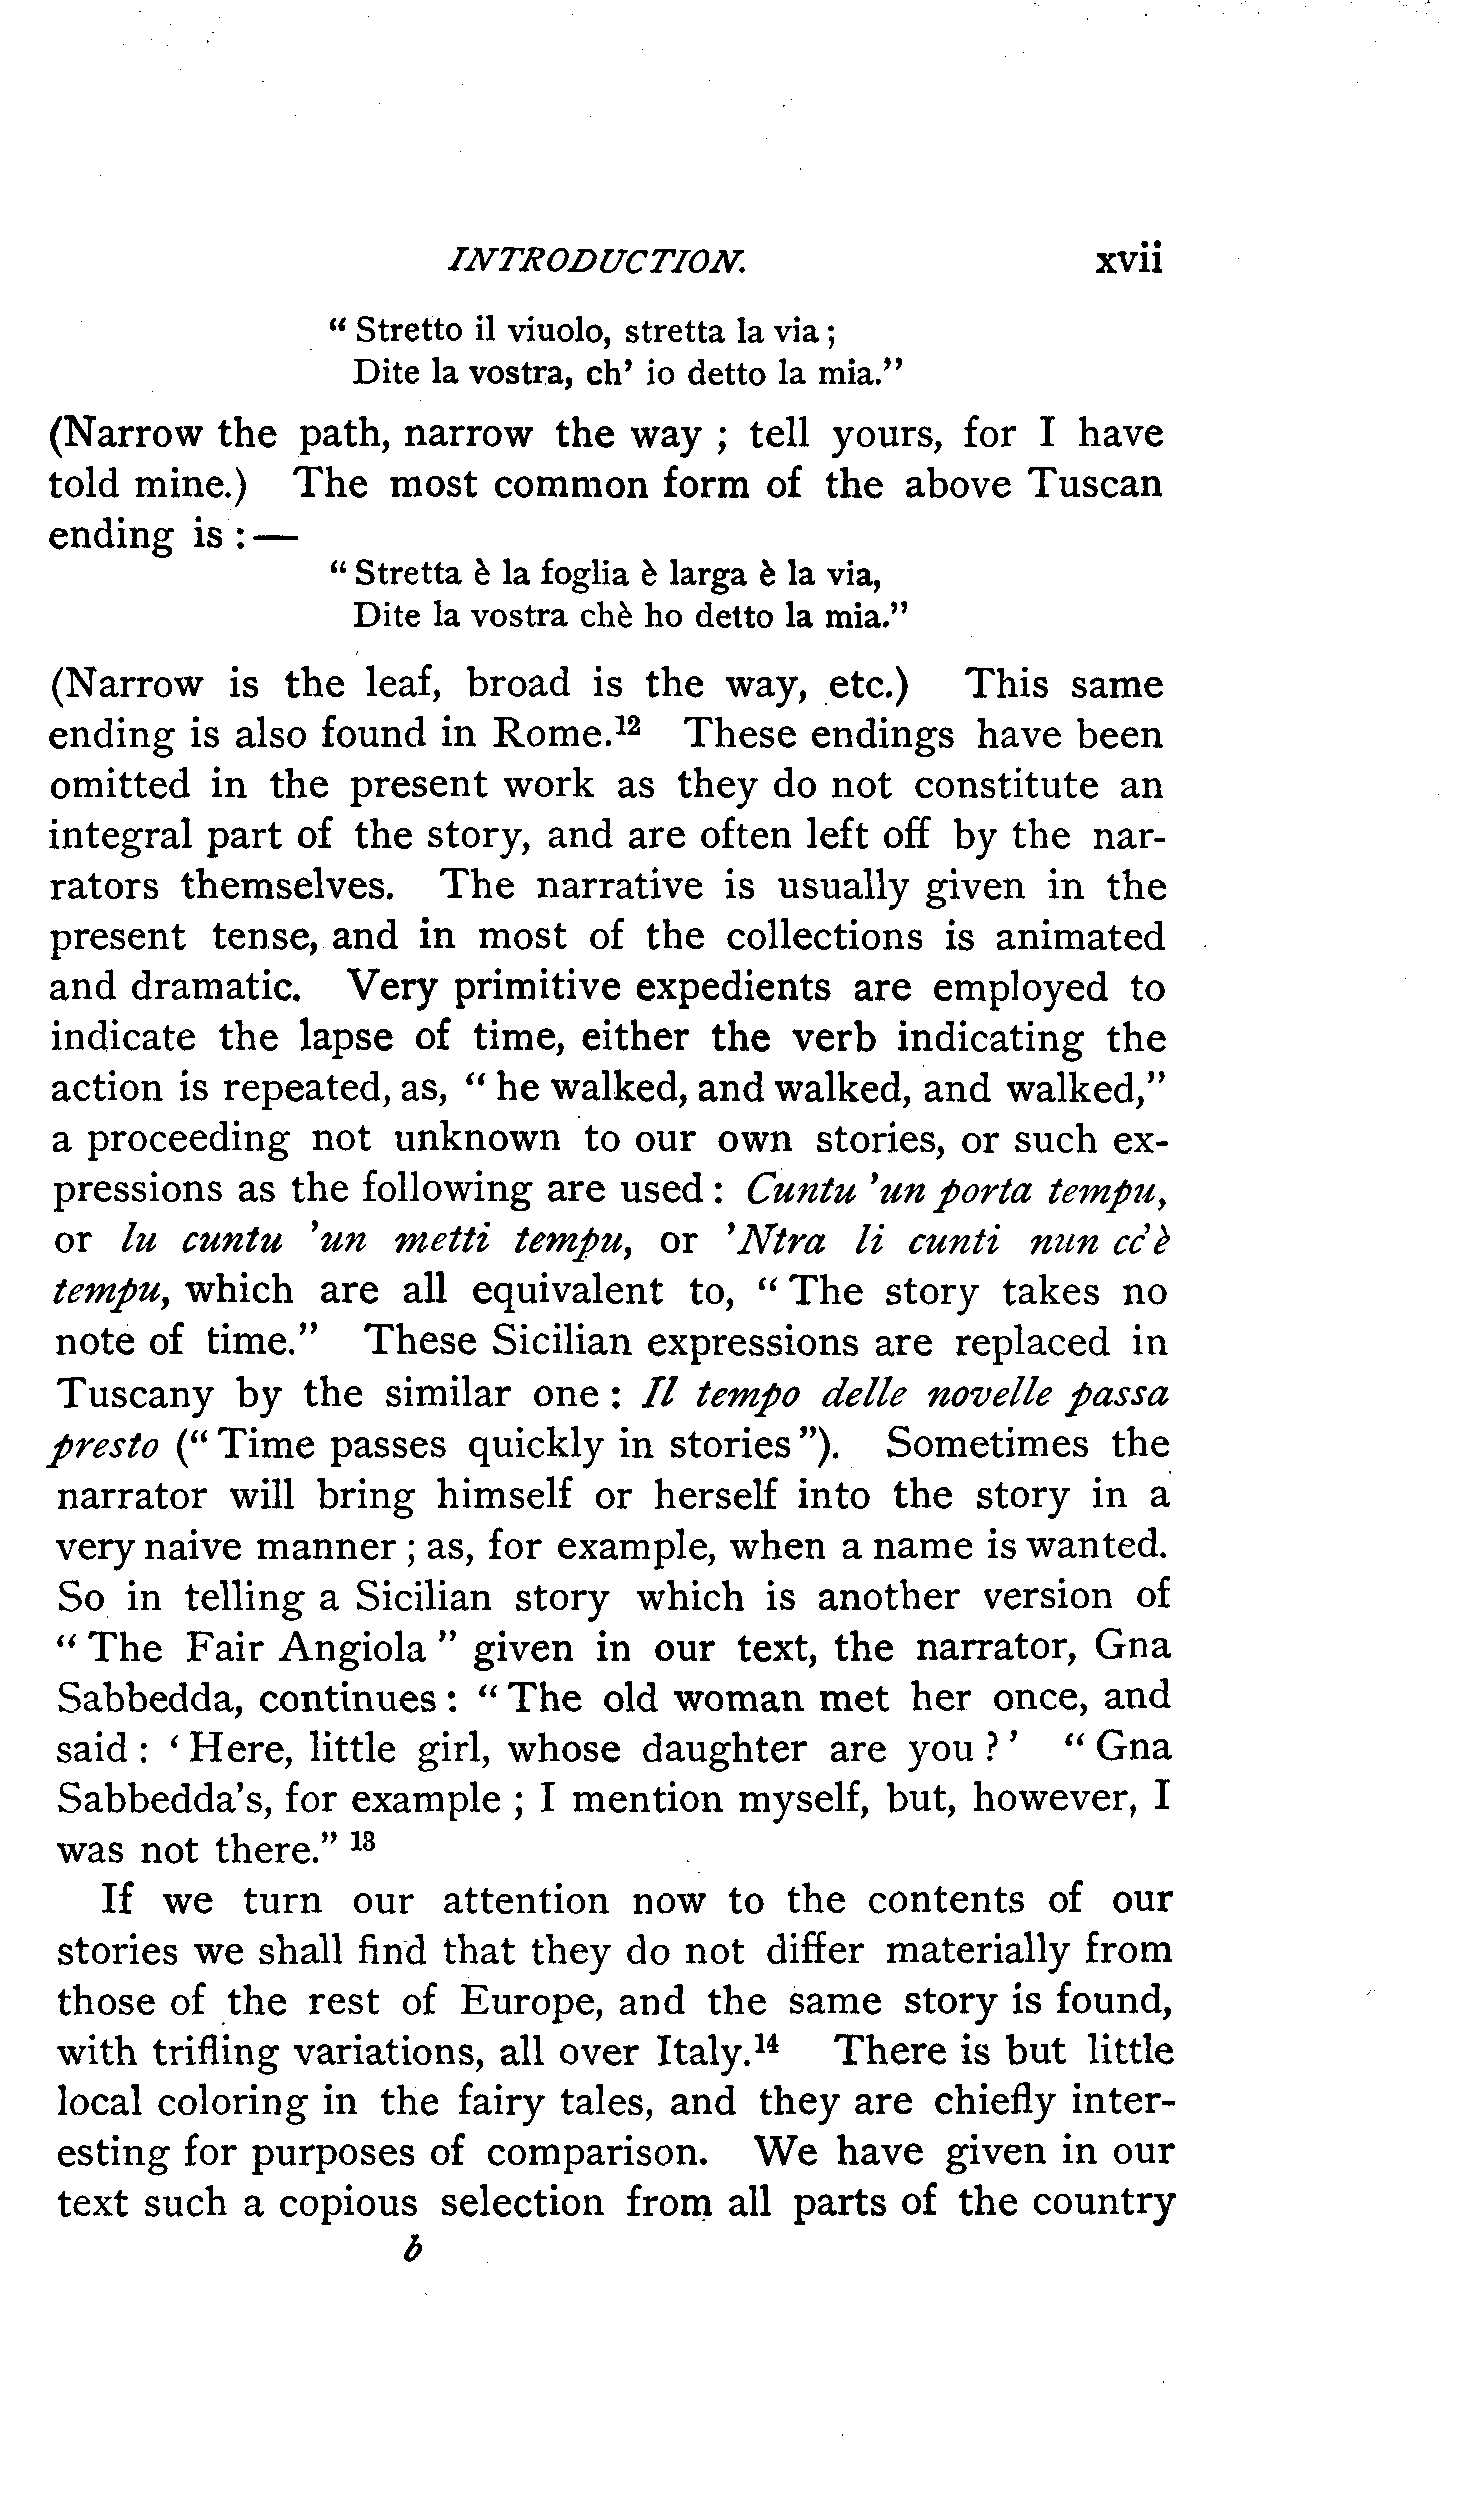 INTRODUCTION. xvii
“ Stretto il viuolo, stretta la via ;
Dite la vostra, ch’ io detto la mia.”
(Narrow the path, narrow the way ; tell yours, for I have
told mine.) The most common form of the above Tuscan
ending is : —
“ Stretta è la foglia è larga è la via,
Dite la vostra chè ho detto la mia.”
(Narrow is the leaf, broad is the way, etc.) This same
ending is also found in Rome.¹² These endings have been
omitted in the present work as they do not constitute an
integral part of the story, and are often left off by the nar-
rators themselves. The narrative is usually given in the
present tense, and in most of the collections is animated
and dramatic. Very primitive expedients are employed to
indicate the lapse of time, either the verb indicating the
action is repeated, as, “ he walked, and walked, and walked,”
a proceeding not unknown to our own stories, or such ex-
pressions as the following are used : Cuntu ’un porta tempu,
or lu cuntu ’un metti tempu, or ’Ntra li cunti nun cc’è
tempu, which are all equivalent to, “ The story takes no
note of time.” These Sicilian expressions are replaced in
Tuscany by the similar one : Il tempo delle novelle passa
presto (“ Time passes quickly in stories ”). Sometimes the
narrator will bring himself or herself into the story in a
very naive manner ; as, for example, when a name is wanted.
So in telling a Sicilian story which is another version of
“ The Fair Angiola ” given in our text, the narrator, Gna
Sabbedda, continues : “ The old woman met her once, and
said : ‘ Here, little girl, whose daughter are you ? ’ “ Gna
Sabbedda’s, for example ; I mention myself, but, however, I
was not there.” ¹³
If we turn our attention now to the contents of our
stories we shall find that they do not differ materially from
those of the rest of Europe, and the same story is found,
with trifling variations, all over Italy.¹⁴ There is but little
local coloring in the fairy tales, and they are chiefly inter-
esting for purposes of comparison. We have given in our
text such a copious selection from all parts of the country
b